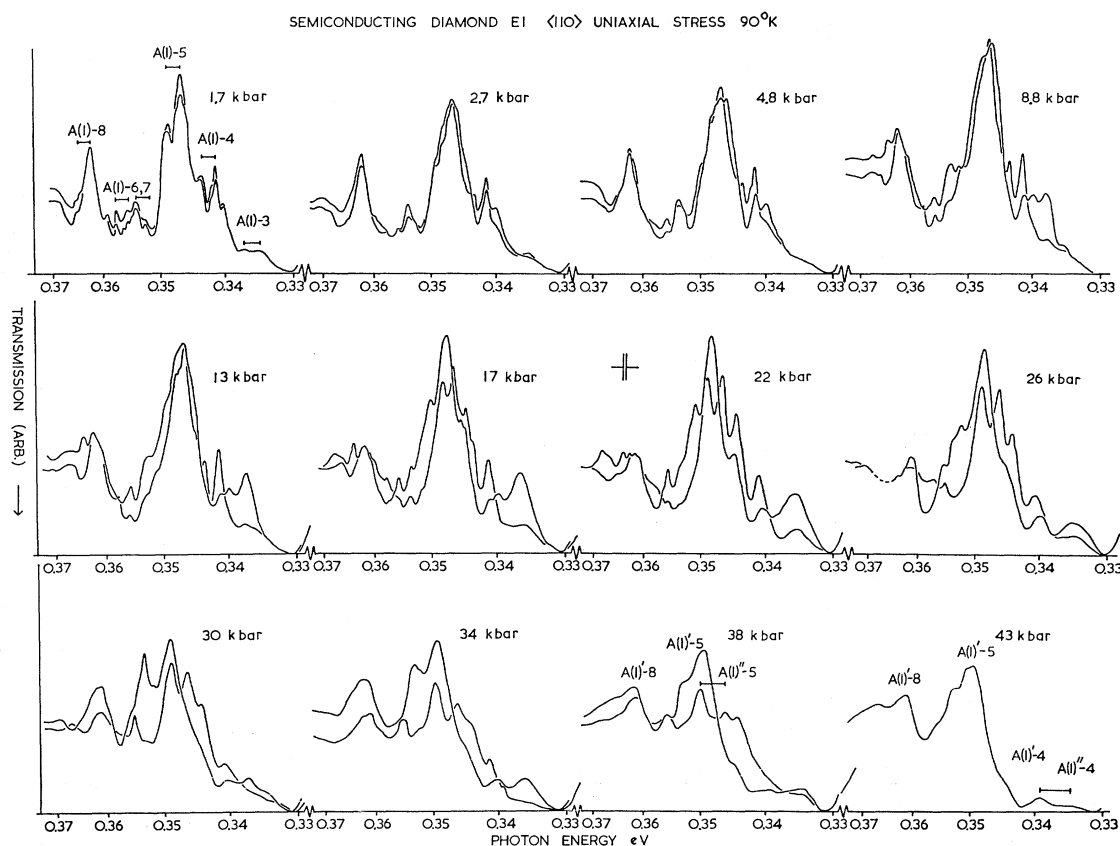 SEMICONDUCTING DIAMOND E1 ⟨110⟩ UNIAXIAL STRESS 90°K
A(I)-5
1.7 k bar
A(I)-8
A(I)-4
A(I)-6,7
A(I)-3
2.7 k bar
4.8 k bar
8.8 k bar
0.37 0.36 0.35 0.34 0.33
0.37 0.36 0.35 0.34 0.33
0.37 0.36 0.35 0.34 0.33
0.37 0.36 0.35 0.34 0.33
TRANSMISSION (ARB.) →
13 k bar
17 k bar
22 k bar
26 k bar
0.37 0.36 0.35 0.34 0.33
0.37 0.36 0.35 0.34 0.33
0.37 0.36 0.35 0.34 0.33
0.37 0.36 0.35 0.34 0.33
30 k bar
34 k bar
38 k bar
A(I)'-5
A(I)'-8
A(I)"-5
43 k bar
A(I)'-5
A(I)'-8
A(I)'-4
A(I)"-4
0.37 0.36 0.35 0.34 0.33
0.37 0.36 0.35 0.34 0.33
0.37 0.36 0.35 0.34 0.33
0.37 0.36 0.35 0.34 0.33
PHOTON ENERGY eV